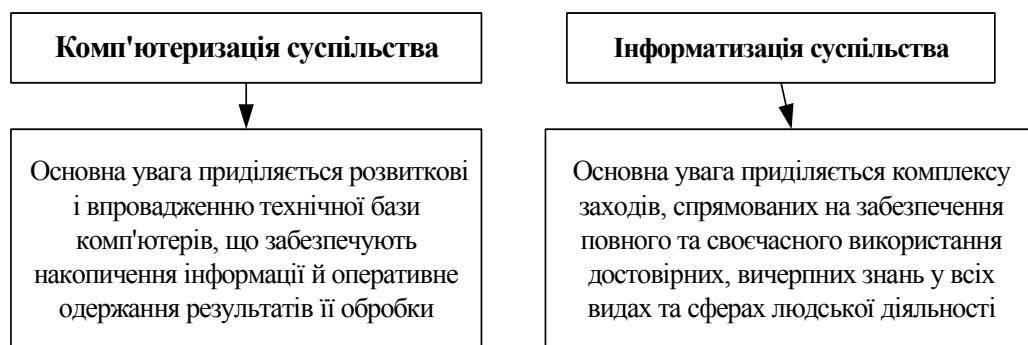 Комп'ютеризація суспільства
Основна увага приділяється розвиткові
і впровадженню технічної бази
комп'ютерів, що забезпечують
накопичення інформації й оперативне
одержання результатів її обробки
Інформатизація суспільства
Основна увага приділяється комплексу
заходів, спрямованих на забезпечення
повного та своєчасного використання
достовірних, вичерпних знань у всіх
видах та сферах людської діяльності